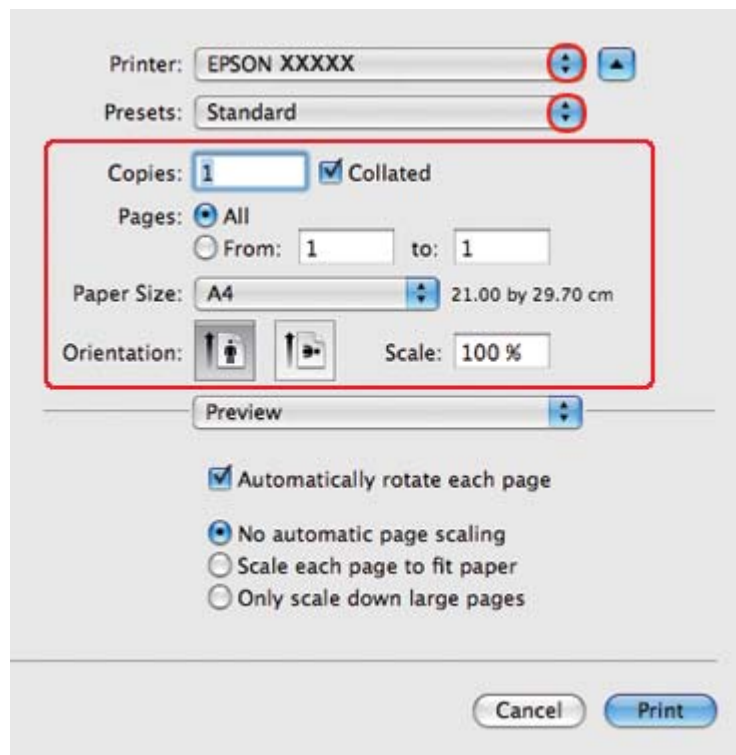 Printer: EPSON XXXXX
Presets: Standard
Copies: 1 Collated
Pages: All
From: 1 to: 1
Paper Size: A4 21.00 by 29.70 cm
Orientation: Scale: 100 %
Preview
Automatically rotate each page
No automatic page scaling
Scale each page to fit paper
Only scale down large pages
Cancel Print